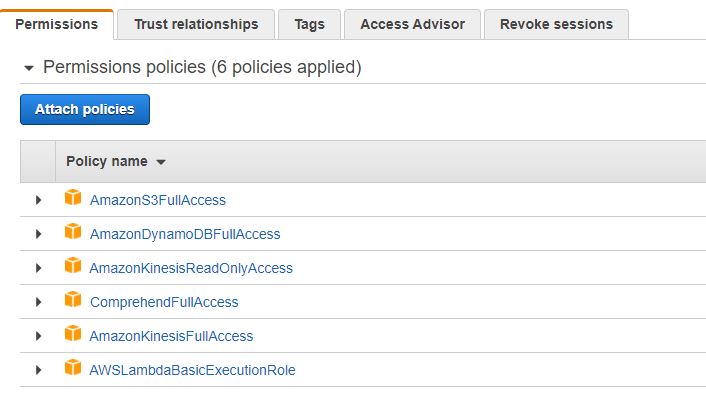 Permissions Trust relationships Tags Access Advisor Revoke sessions
Permissions policies (6 policies applied)
Attach policies
Policy name
AmazonS3FullAccess
AmazonDynamoDBFullAccess
AmazonKinesisReadOnlyAccess
ComprehendFullAccess
AmazonKinesisFullAccess
AWSLambdaBasicExecutionRole